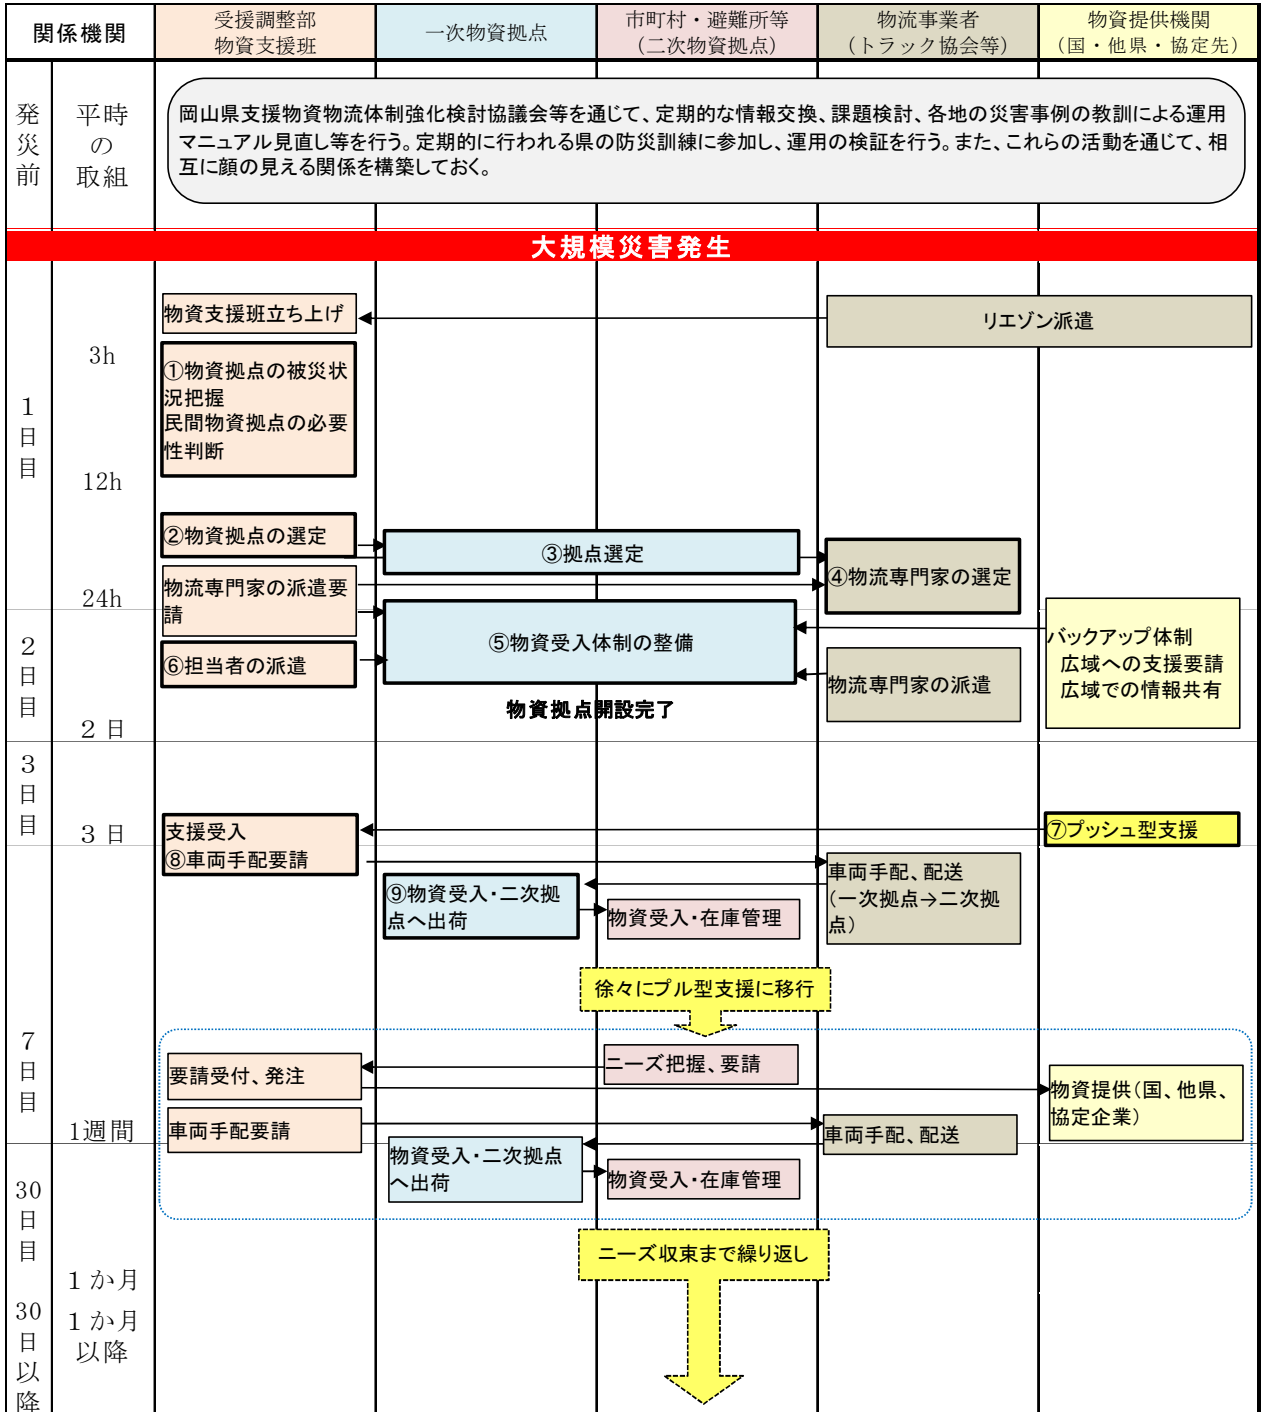 関係機関
受援調整部
物資支援班
一次物資拠点
市町村・避難所等
（二次物資拠点）
物流事業者
（トラック協会等）
物資提供機関
（国・他県・協定先）
発災前
平時
の
取組
岡山県支援物資物流体制強化検討協議会等を通じて、定期的な情報交換、課題検討、各地の災害事例の教訓による運用
マニュアル見直し等を行う。定期的に行われる県の防災訓練に参加し、運用の検証を行う。また、これらの活動を通じて、相
互に顔の見える関係を構築しておく。
大規模災害発生
物資支援班立ち上げ
リエゾン派遣
1日目
3h
①物資拠点の被災状
況把握
民間物資拠点の必要
性判断
12h
②物資拠点の選定
③拠点選定
④物流専門家の選定
24h
物流専門家の派遣要
請
⑤物資受入体制の整備
バックアップ体制
広域への支援要請
広域での情報共有
2日目
⑥担当者の派遣
物流専門家の派遣
物資拠点開設完了
2日
3日目
3日
支援受入
⑧車両手配要請
⑦プッシュ型支援
⑨物資受入・二次拠
点へ出荷
物資受入・在庫管理
車両手配、配送
（一次拠点→二次拠
点）
徐々にプル型支援に移行
7日目
要請受付、発注
ニーズ把握、要請
物資提供（国、他県、
協定企業）
1週間
車両手配要請
車両手配、配送
物資受入・二次拠点
へ出荷
物資受入・在庫管理
30日目
ニーズ収束まで繰り返し
1か月
30日以降
1か月
以降